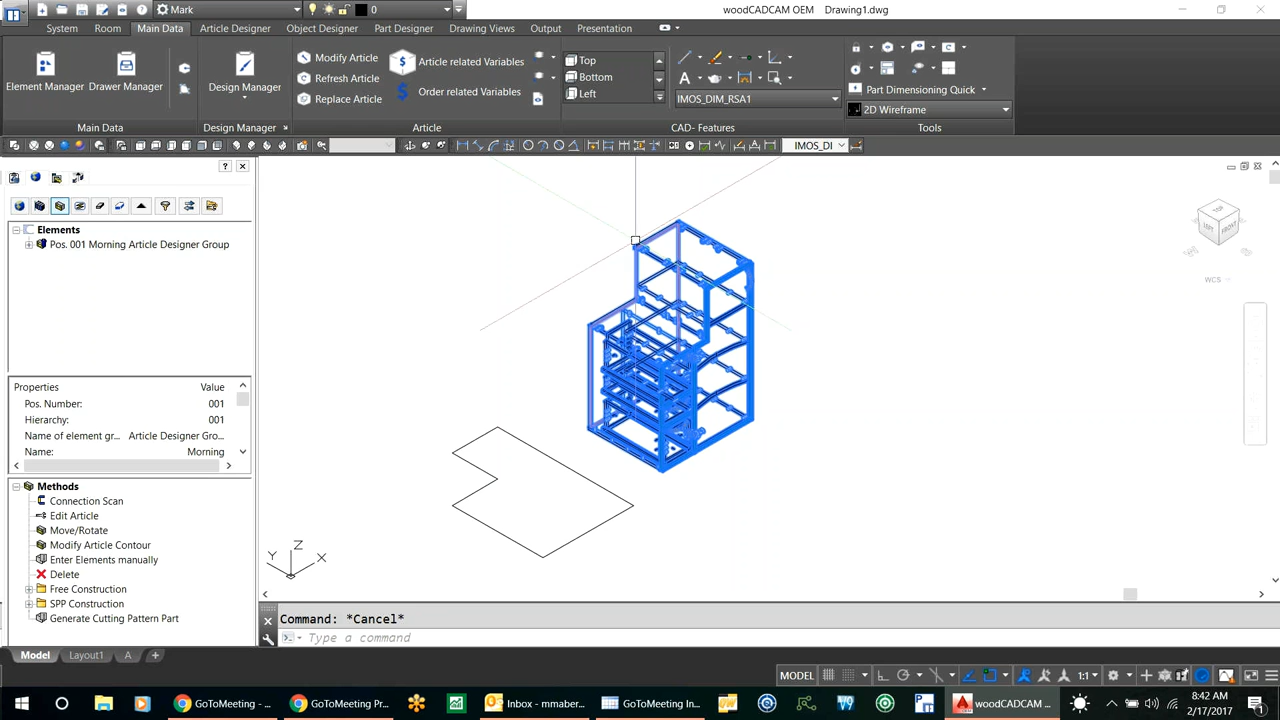 Mark
0
woodCADCAM OEM Drawing1.dwg
System
Room
Main Data
Article Designer
Object Designer
Part Designer
Drawing Views
Output
Presentation
Element Manager
Drawer Manager
Design Manager
Modify Article
Refresh Article
Replace Article
Article related Variables
Order related Variables
Top
Bottom
Left
IMOS_DIM_RSA1
Part Dimensioning Quick
2D Wireframe
Main Data
Design Manager
Article
CAD- Features
Tools
IMOS_DI
?
Elements
Pos. 001 Morning Article Designer Group
Properties Value
Pos. Number: 001
Hierarchy: 001
Name of element gr... Article Designer Gro...
Name: Morning
Methods
Connection Scan
Edit Article
Move/Rotate
Modify Article Contour
Enter Elements manually
Delete
Free Construction
SPP Construction
Generate Cutting Pattern Part
TOP
LEFT
FRONT
WCS
Z
Y
X
Command: *Cancel*
Type a command
Model
Layout1
A
MODEL
1:1
GoToMeeting - ...
GoToMeeting Pr...
Inbox - mmaber...
GoToMeeting In...
woodCADCAM ...
8:42 AM
2/17/2017